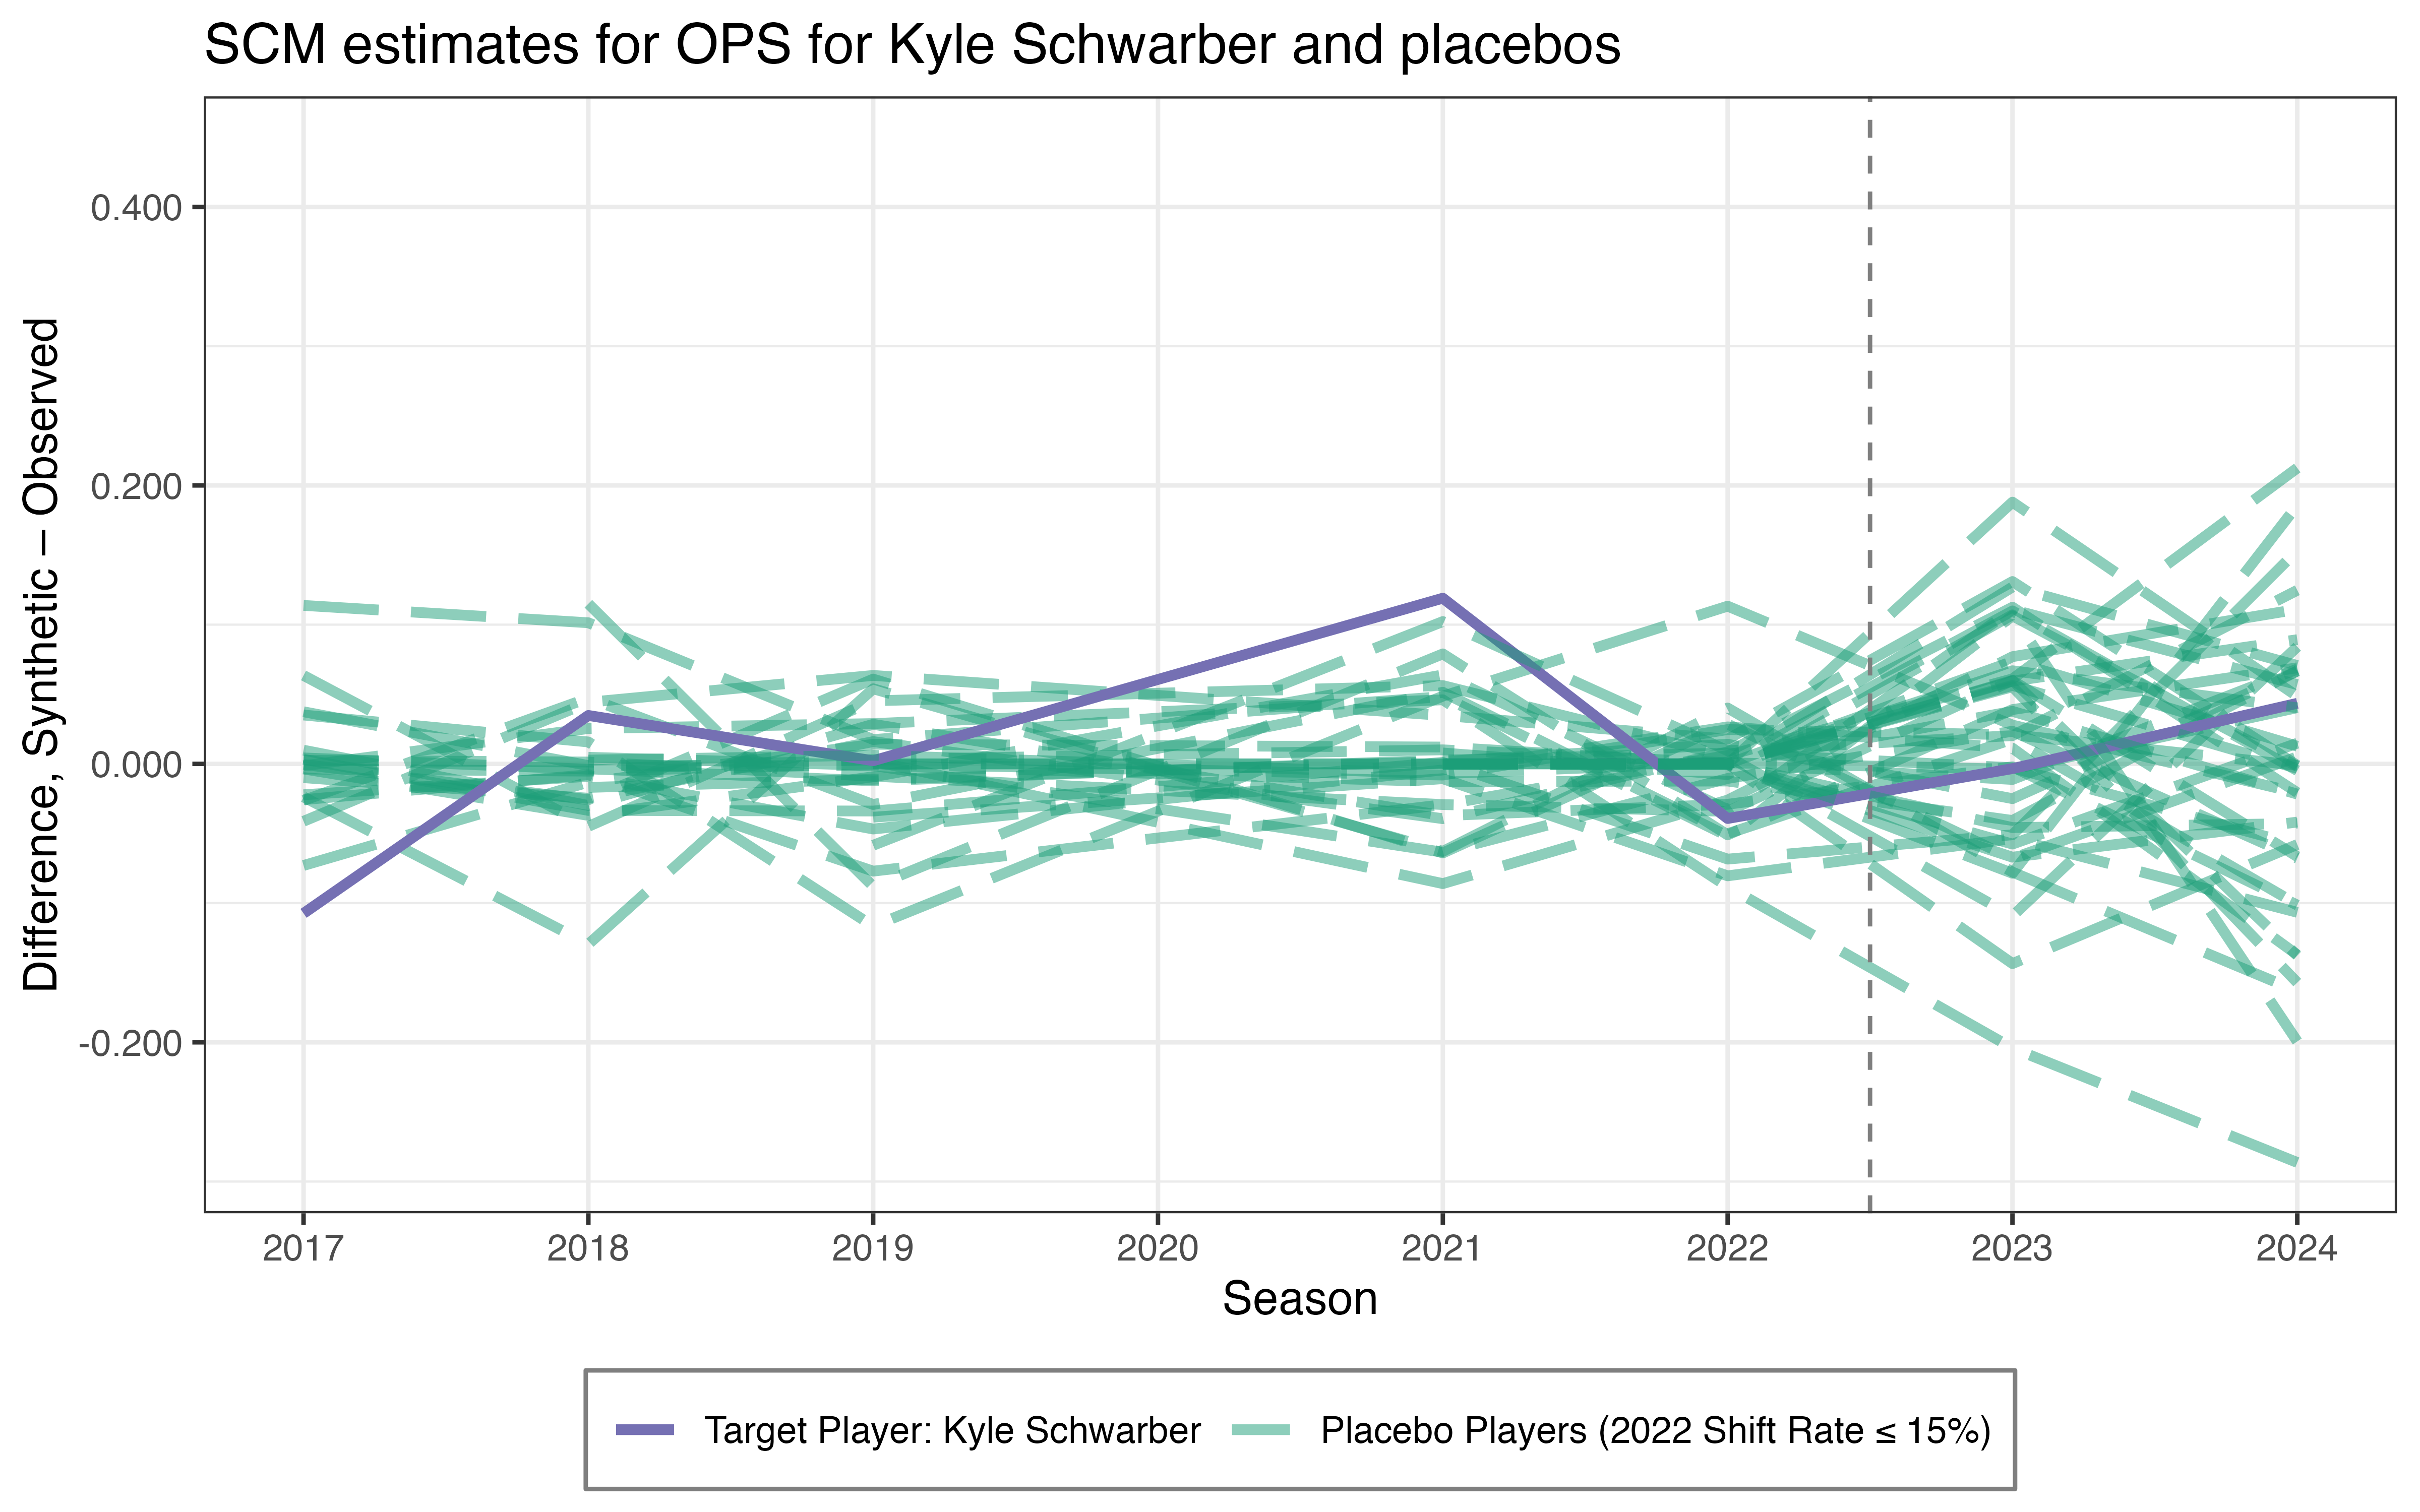 SCM estimates for OPS for Kyle Schwarber and placebos
Difference, Synthetic – Observed
0.400
0.200
0.000
-0.200
2017 2018 2019 2020 2021 2022 2023 2024
Season
Target Player: Kyle Schwarber Placebo Players (2022 Shift Rate ≤ 15%)